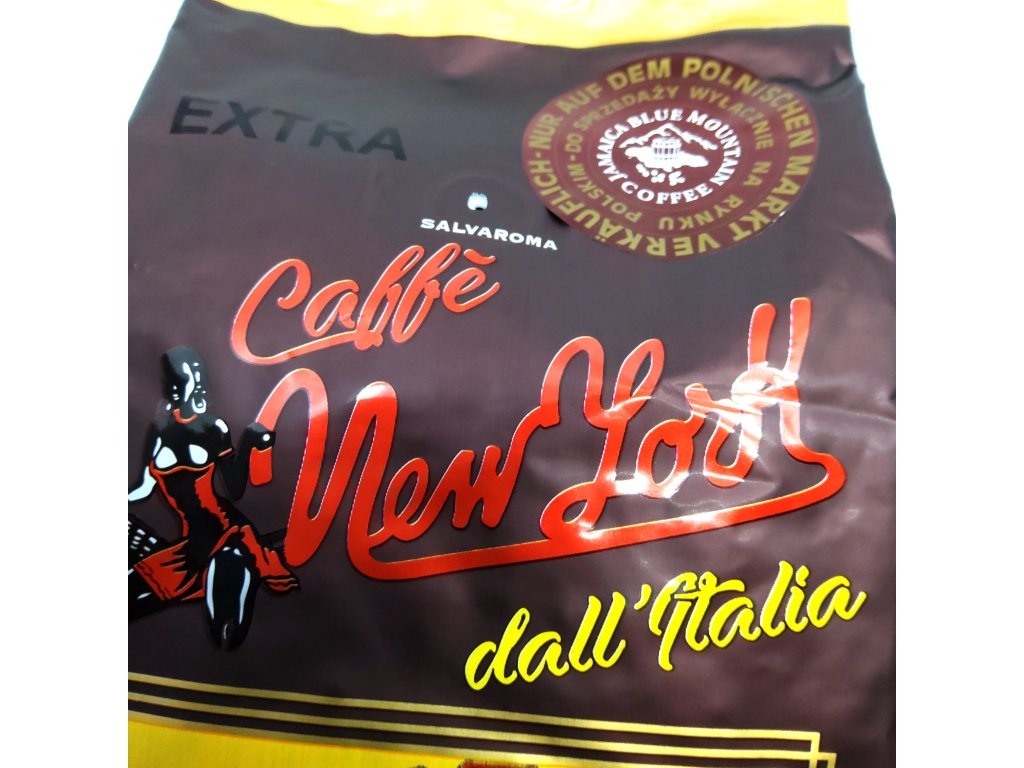 EXTRA
NUR AUF DEM POLNISCHEN MARKT VERKÄUFLICH -
DO SPRZEDAŻY WYŁĄCZNIE NA RYNKU POLSKIM -
JAMAICA BLUE MOUNTAIN
COFFEE
SALVAROMA
Caffè
New York
dall'Italia